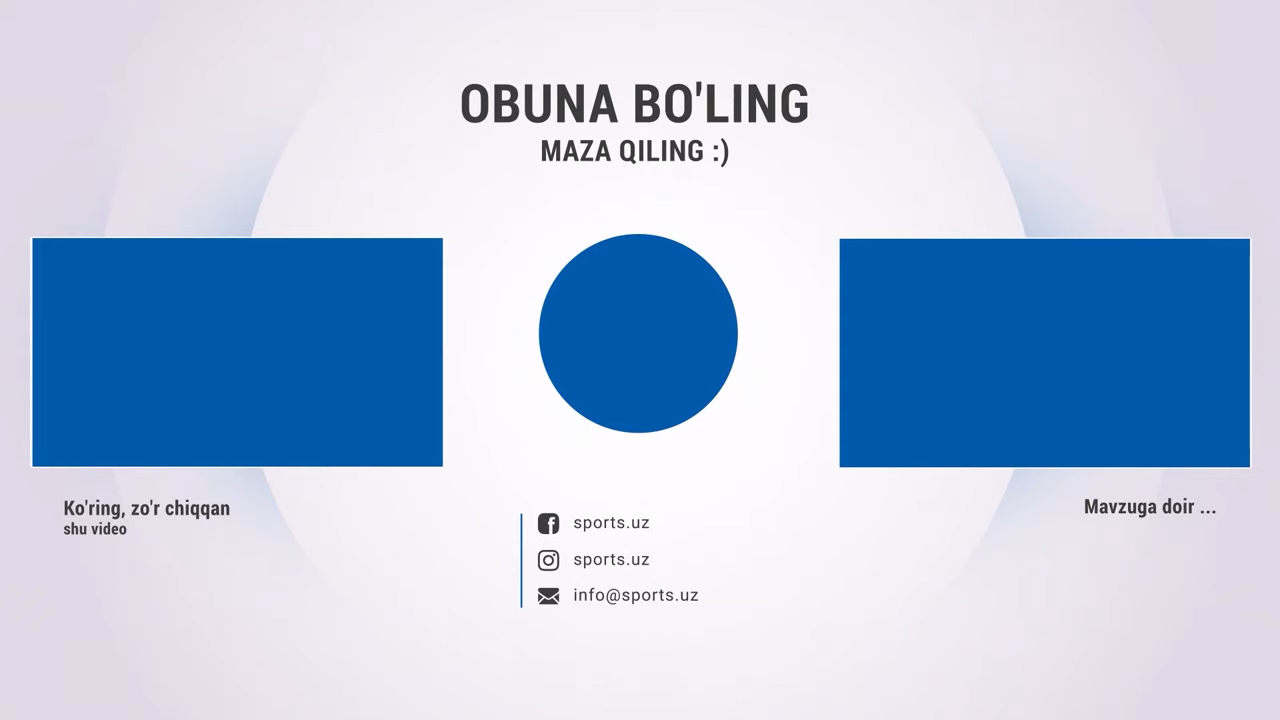 OBUNA BO'LING
MAZA QILING :)
Ko'ring, zo'r chiqqan
shu video
Mavzuga doir ...
sports.uz
sports.uz
info@sports.uz